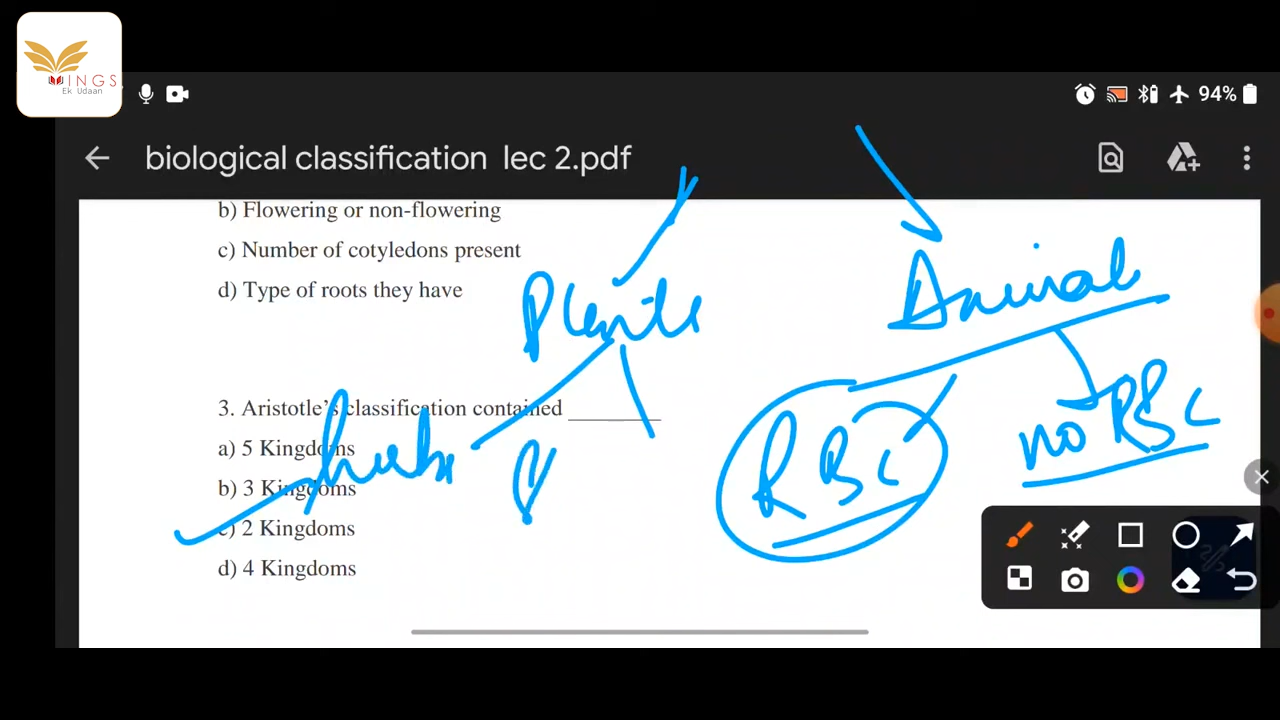 WINGS
Ek Udaan
94%
biological classification lec 2.pdf
b) Flowering or non-flowering
c) Number of cotyledons present
d) Type of roots they have
Plants
Animal
3. Aristotle's classification contained ________
a) 5 Kingdoms
b) 3 Kingdoms
c) 2 Kingdoms
d) 4 Kingdoms
RBC
no RBC